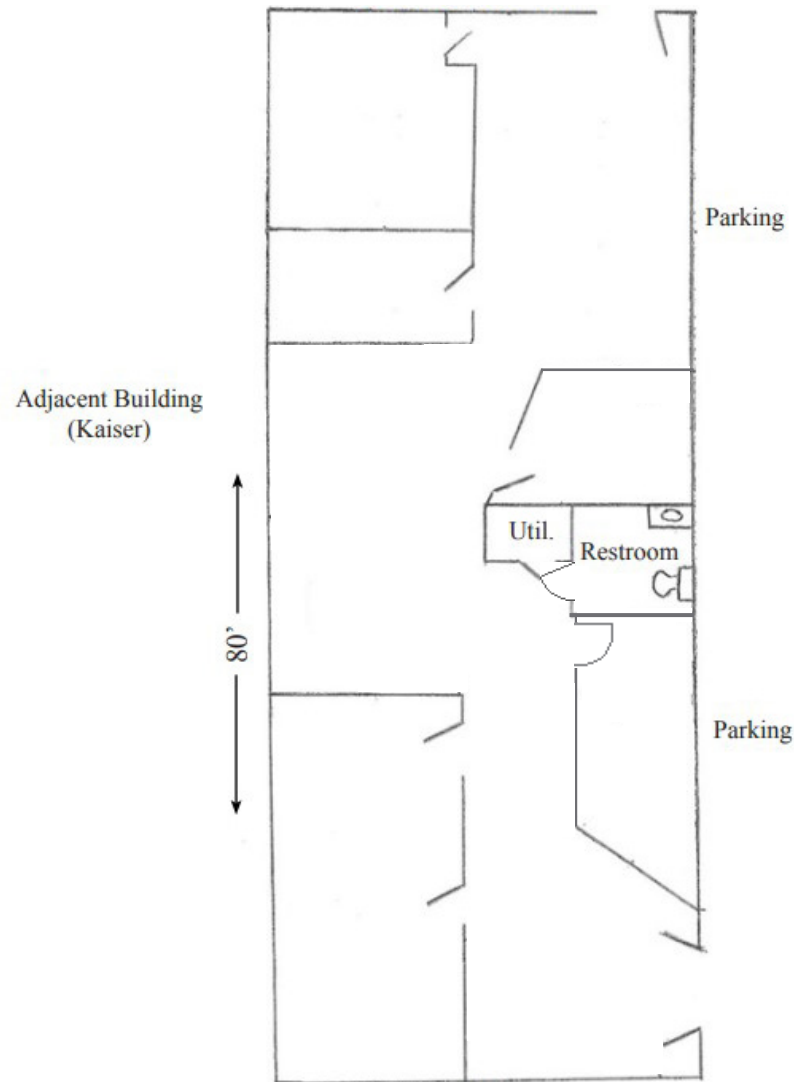 Parking
Adjacent Building
(Kaiser)
Util.
Restroom
80’
Parking